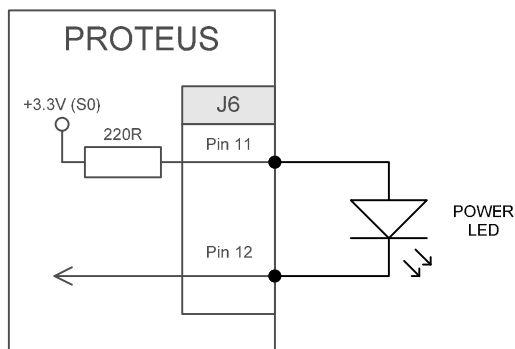 PROTEUS
+3.3V (S0)
J6
220R
Pin 11
POWER
LED
Pin 12